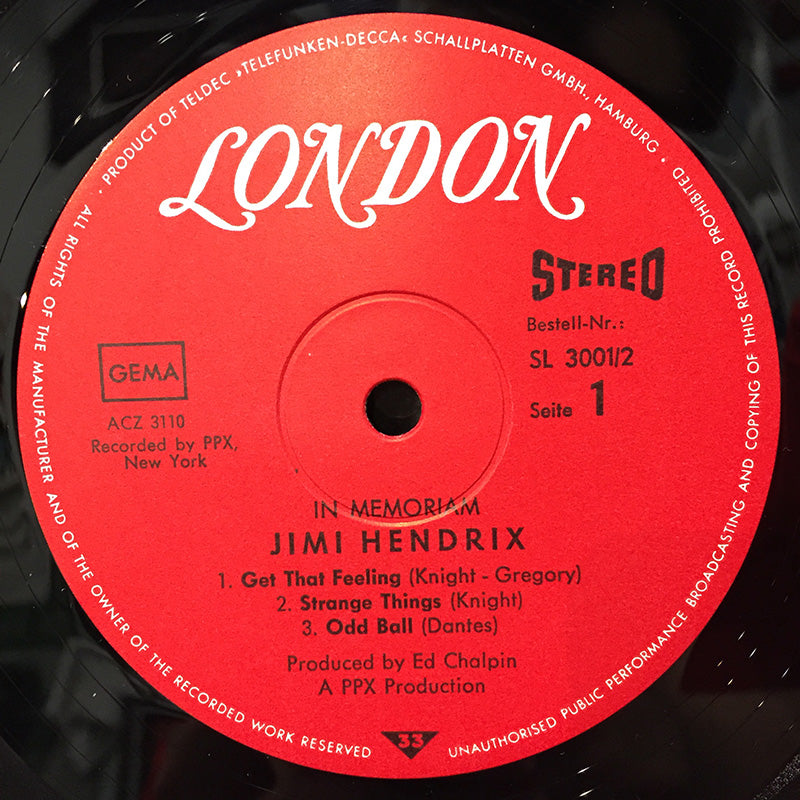 · PRODUCT OF TELDEC »TELEFUNKEN-DECCA« SCHALLPLATTEN GMBH., HAMBURG ·
LONDON
STEREO
Bestell-Nr.:
SL 3001/2
Seite 1
GEMA
ACZ 3110
Recorded by PPX,
New York
IN MEMORIAM
JIMI HENDRIX
1. Get That Feeling (Knight - Gregory)
2. Strange Things (Knight)
3. Odd Ball (Dantes)
Produced by Ed Chalpin
A PPX Production
33
ALL RIGHTS OF THE MANUFACTURER AND OF THE OWNER OF THE RECORDED WORK RESERVED
UNAUTHORISED PUBLIC PERFORMANCE BROADCASTING AND COPYING OF THIS RECORD PROHIBITED